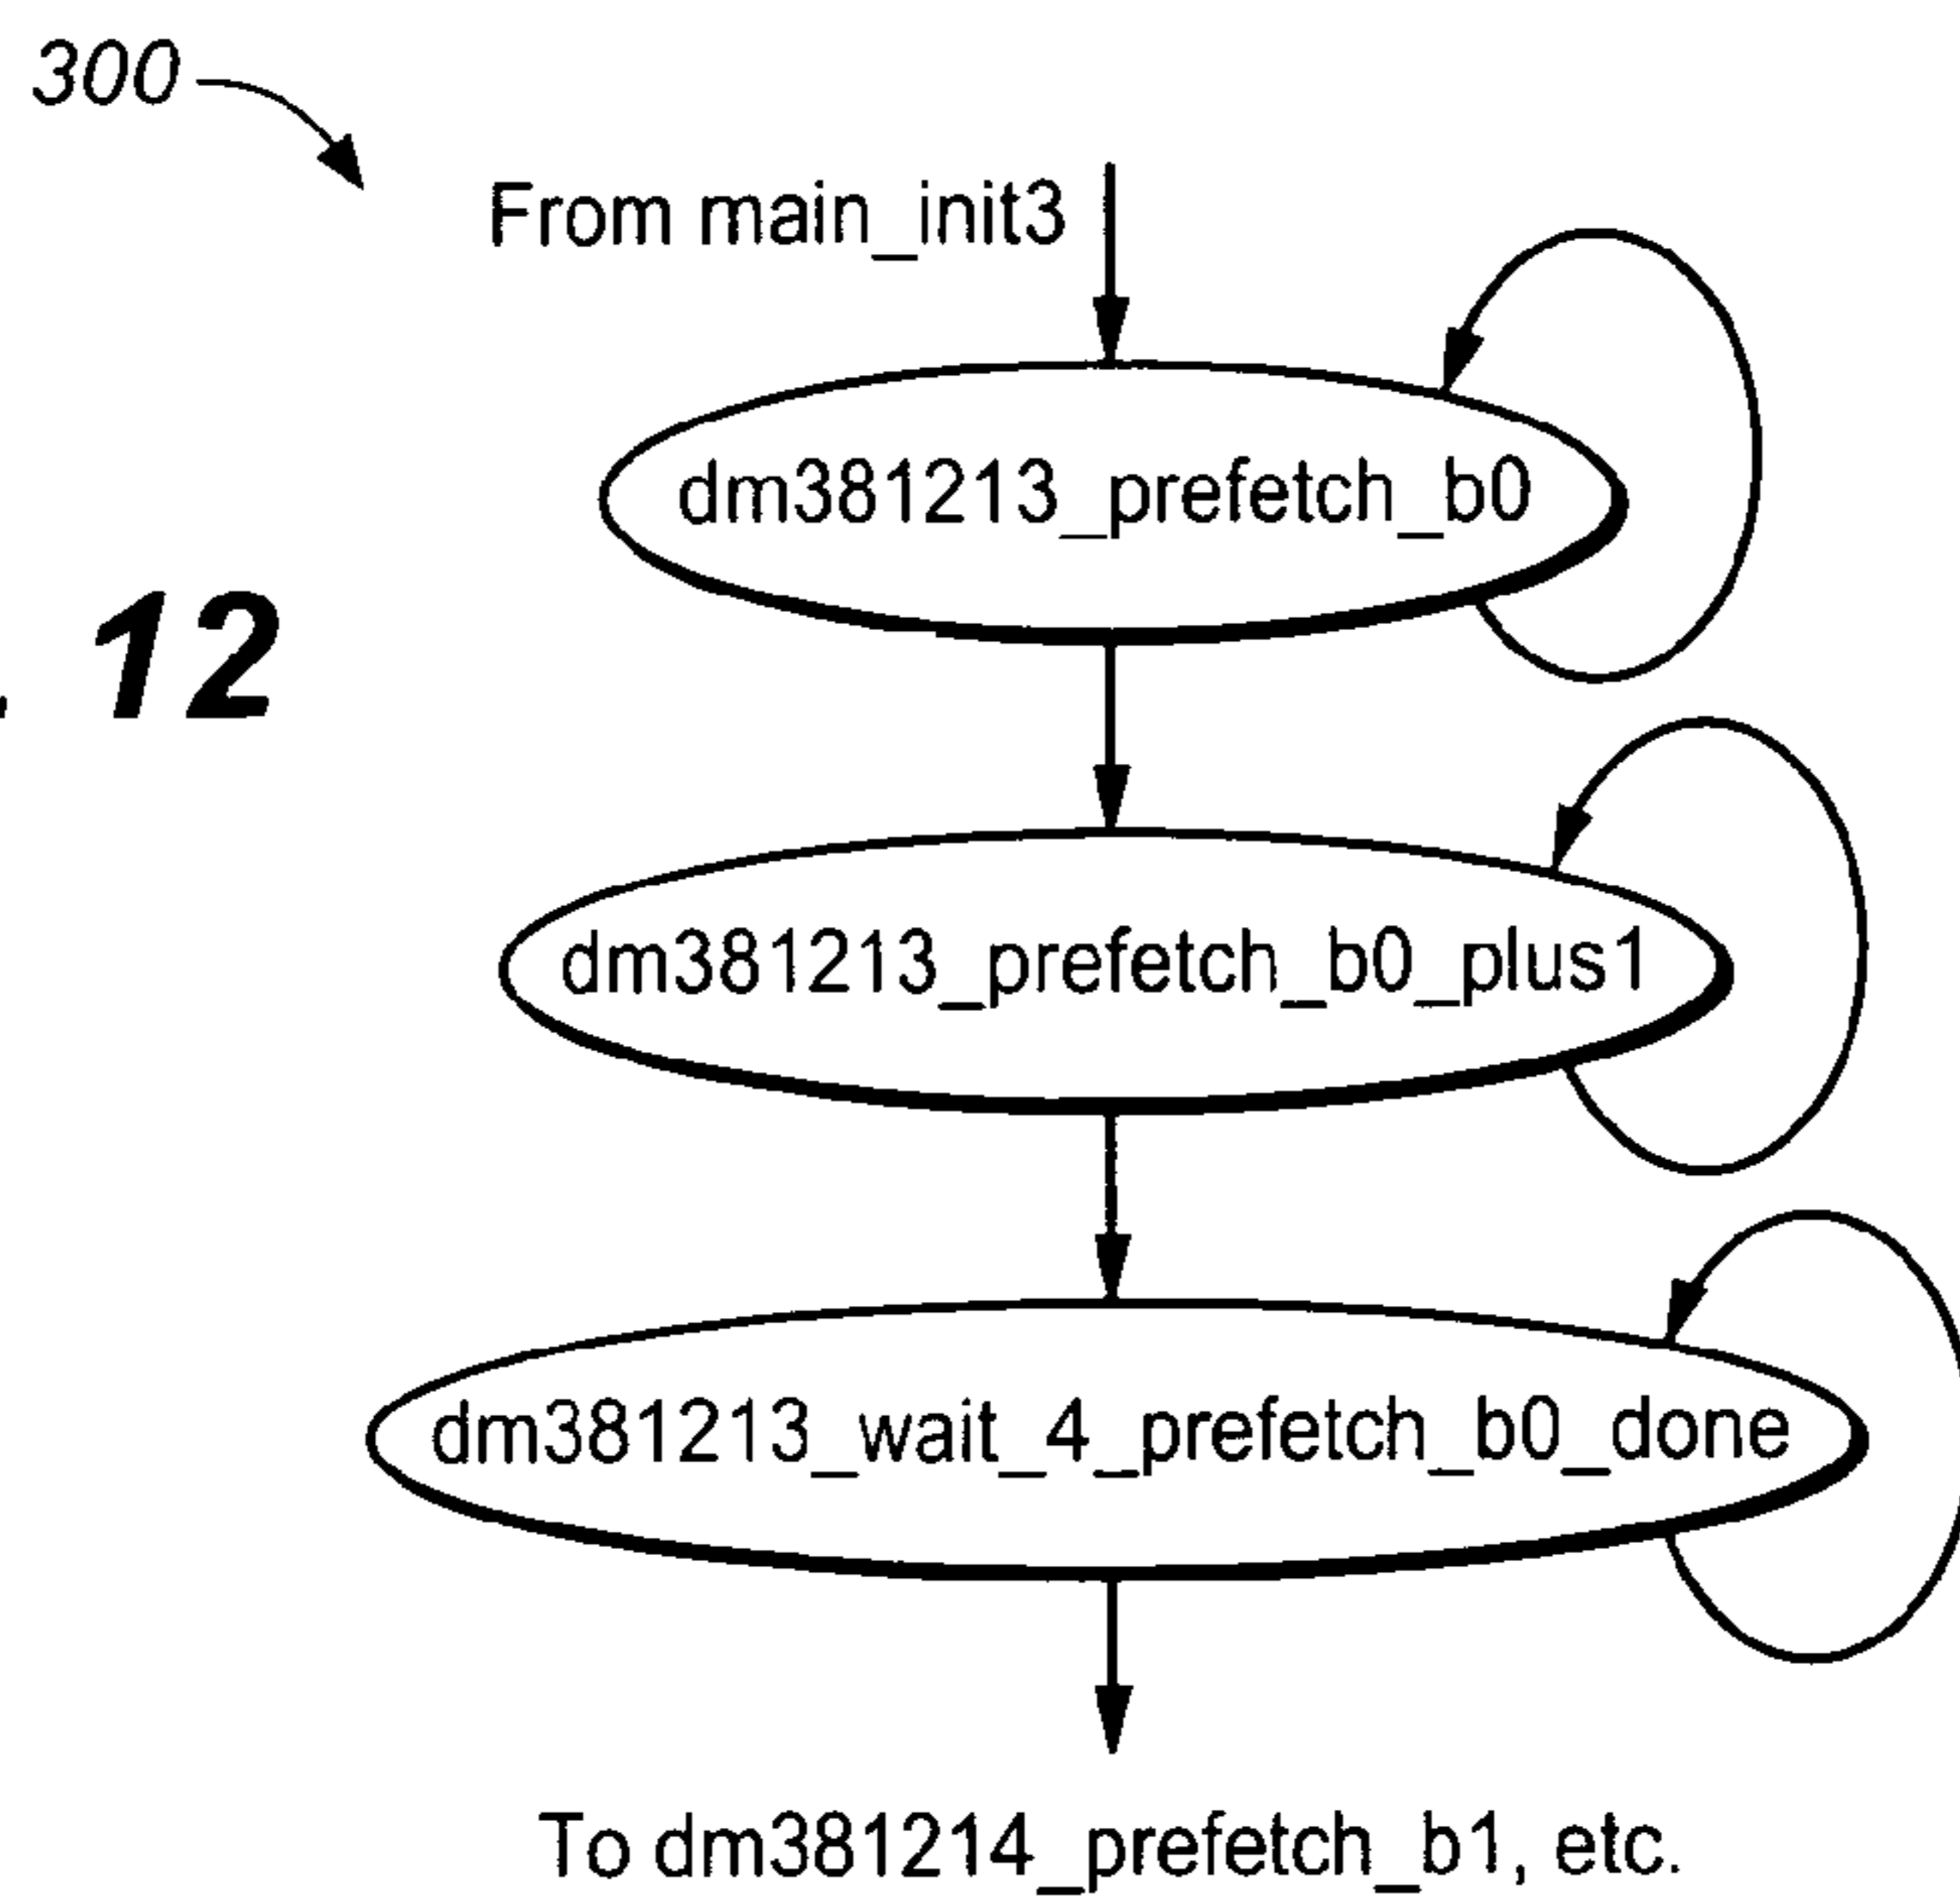 300
From main_init3
dm381213_prefetch_b0
12
dm381213_prefetch_b0_plus1
dm381213_wait_4_prefetch_b0_done
To dm381214_prefetch_b1, etc.